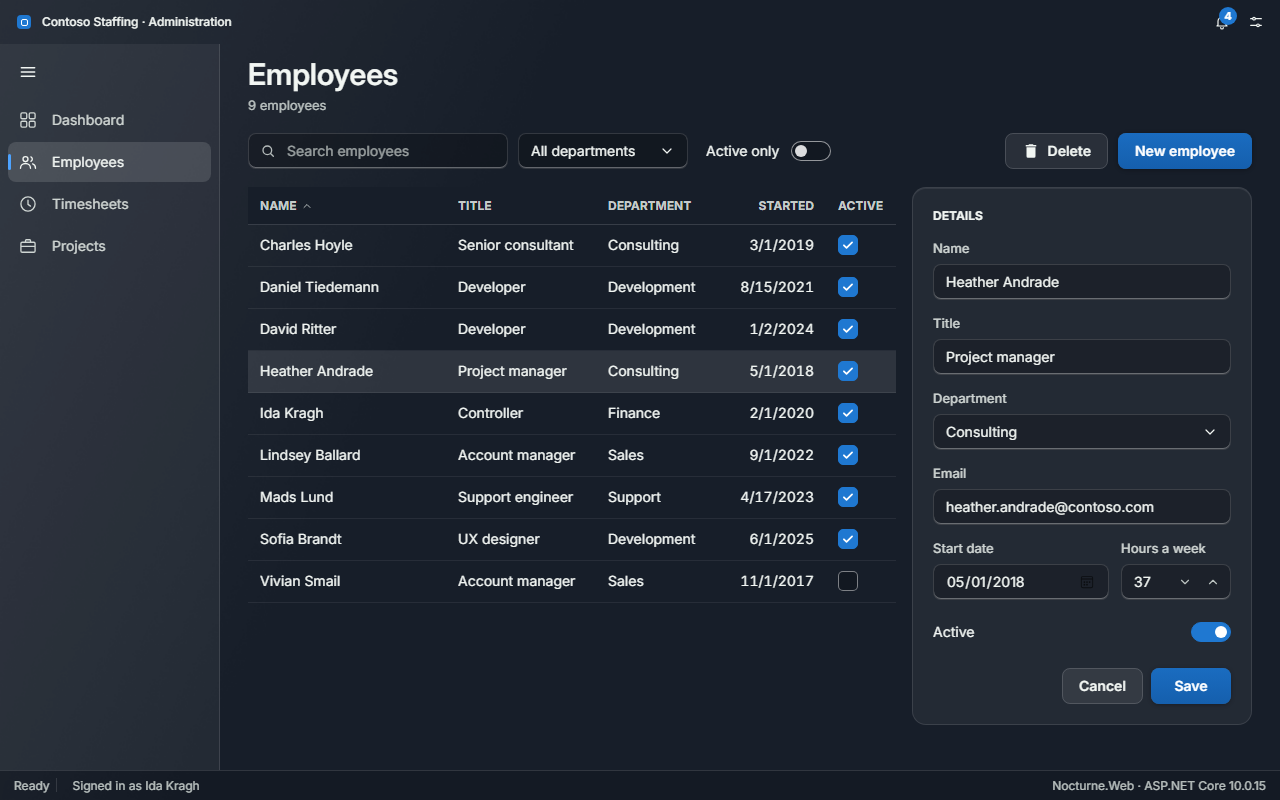 Contoso Staffing · Administration
4
Dashboard
Employees
Timesheets
Projects
Employees
9 employees
Search employees
All departments
Active only
Delete
New employee
NAME TITLE DEPARTMENT STARTED ACTIVE
Charles Hoyle Senior consultant Consulting 3/1/2019
Daniel Tiedemann Developer Development 8/15/2021
David Ritter Developer Development 1/2/2024
Heather Andrade Project manager Consulting 5/1/2018
Ida Kragh Controller Finance 2/1/2020
Lindsey Ballard Account manager Sales 9/1/2022
Mads Lund Support engineer Support 4/17/2023
Sofia Brandt UX designer Development 6/1/2025
Vivian Smail Account manager Sales 11/1/2017
DETAILS
Name
Heather Andrade
Title
Project manager
Department
Consulting
Email
heather.andrade@contoso.com
Start date Hours a week
05/01/2018 37
Active
Cancel Save
Ready Signed in as Ida Kragh
Nocturne.Web · ASP.NET Core 10.0.15